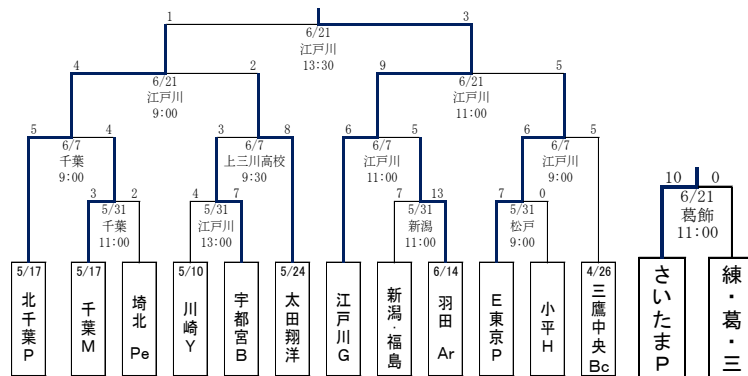 1 3
6/21
江戸川
13:30
4 2 9 5
6/21 6/21
江戸川 江戸川
9:00 11:00
5 4 3 8 6 5 6 5
6/7 6/7 6/7 6/7
千葉 上三川高校 江戸川 江戸川
9:00 9:30 11:00 9:00
3 2 4 7 7 13 7 0
5/31 5/31 5/31 5/31
千葉 江戸川 新潟 松戸
11:00 13:00 11:00 9:00
10 0
6/21
葛飾
11:00
5/17 北千葉P
5/17 千葉M
埼北 Pe
5/10 川崎Y
宇都宮B
5/24 太田翔洋
江戸川G
新潟・福島
6/14 羽田 Ar
E東京P
小平H
4/26 三鷹中央 Bc
さいたまP
練・葛・三